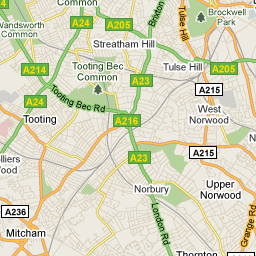 Wandsworth
Common
A24
A205
Brixton
Tulse Hill
Brockwell
Park
Streatham Hill
A214
Tooting Bec
Common
A23
Tulse Hill
A205
A24
A215
Tooting Bec Rd
West
Norwood
Tooting
A216
A215
A23
olliers
Wood
Norbury
Upper
Norwood
A236
London Rd
Grange Rd
Mitcham
Thornton